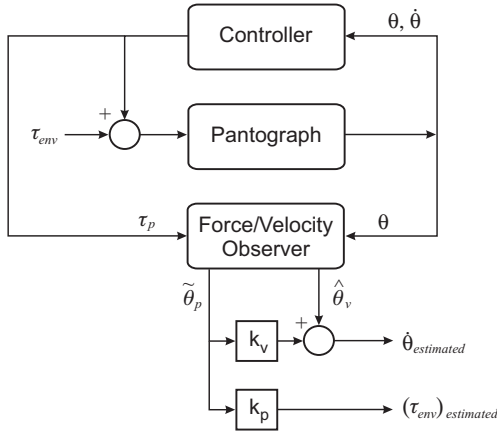 Controller
θ, θ̇
+
τ_env
Pantograph
τ_p
Force/Velocity
Observer
θ
θ̃_p
θ̂_v
+
k_v
+
θ̇_estimated
k_p
(τ_env)_estimated